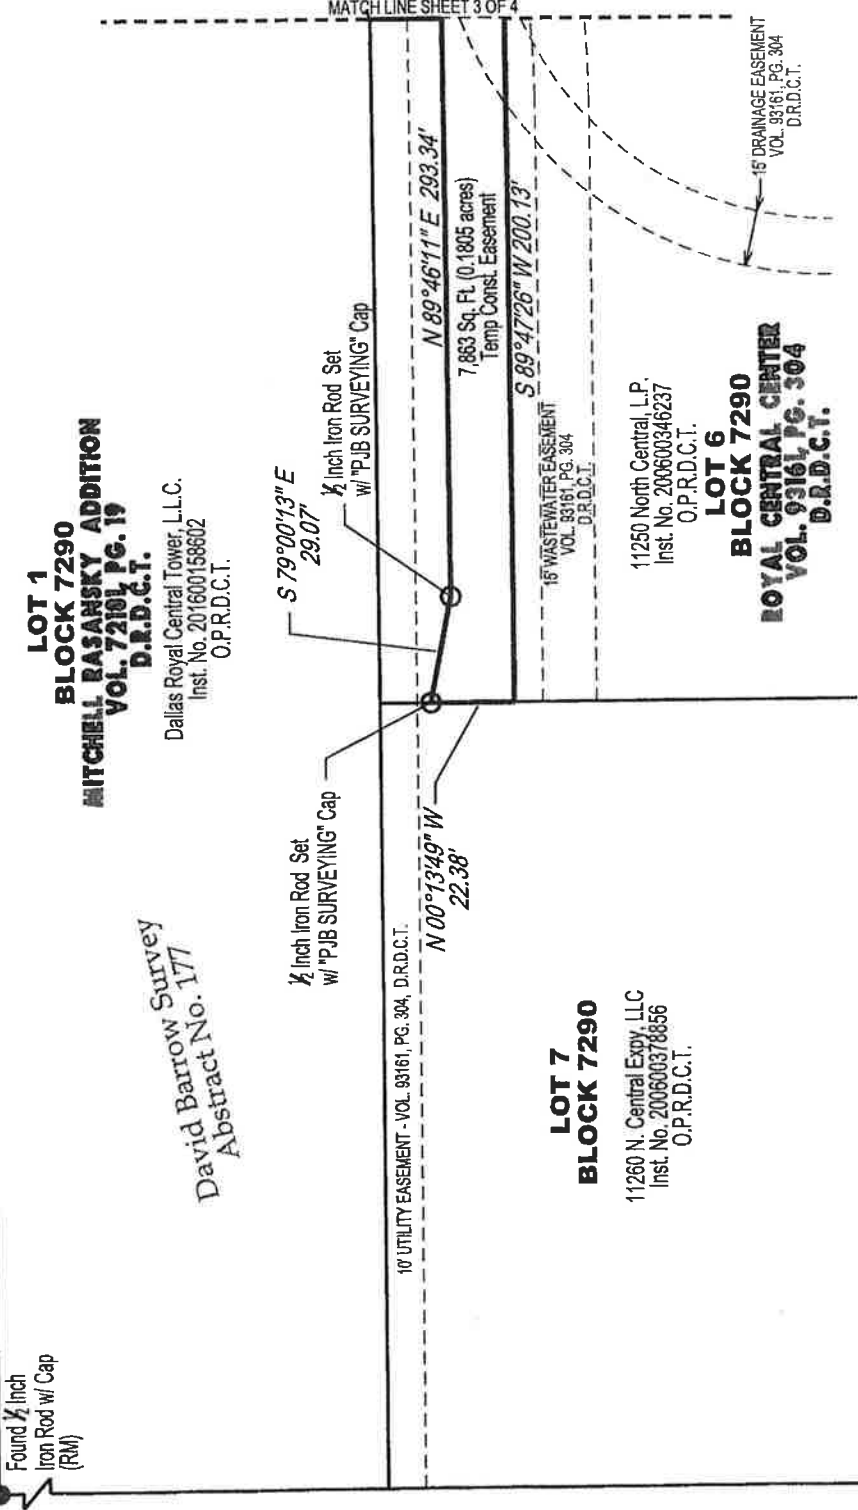 MATCH LINE SHEET 3 OF 4
Found ½ Inch
Iron Rod w/ Cap
(RM)
David Barrow Survey
Abstract No. 177
LOT 1
BLOCK 7290
MITCHELL RASANSKY ADDITION
VOL. 72101, PG. 19
D.R.D.C.T.
Dallas Royal Central Tower, L.L.C.
Inst. No. 201600158602
O.P.R.D.C.T.
½ Inch Iron Rod Set
w/ "PJB SURVEYING" Cap
S 79°00'13" E
29.07'
½ Inch Iron Rod Set
w/ "PJB SURVEYING" Cap
N 89°46'11" E 293.34'
7,863 Sq. Ft. (0.1805 acres)
Temp Const. Easement
S 89°47'26" W 200.13'
10' UTILITY EASEMENT - VOL. 93161, PG. 304, D.R.D.C.T.
N 00°13'49" W
22.38'
15' WASTEWATER EASEMENT
VOL. 93161, PG. 304
D.R.D.C.T.
15' DRAINAGE EASEMENT
VOL. 93161, PG. 304
D.R.D.C.T.
LOT 7
BLOCK 7290
11260 N. Central Expy, LLC
Inst. No. 200600378856
O.P.R.D.C.T.
11250 North Central, L.P.
Inst. No. 200600346237
O.P.R.D.C.T.
LOT 6
BLOCK 7290
ROYAL CENTRAL CENTER
VOL. 93161, PG. 304
D.R.D.C.T.